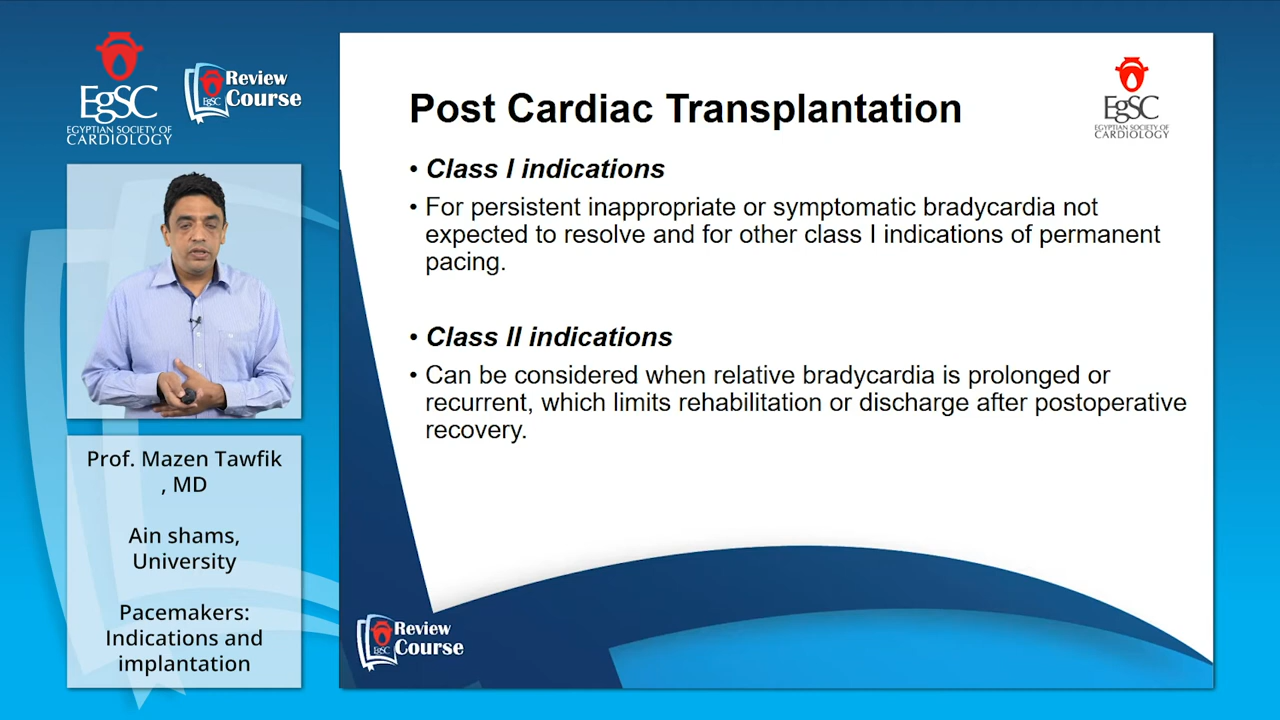 EgSC
EGYPTIAN SOCIETY OF
CARDIOLOGY
EgSC
Review
Course
Prof. Mazen Tawfik
, MD
Ain shams,
University
Pacemakers:
Indications and
implantation
Post Cardiac Transplantation
EgSC
EGYPTIAN SOCIETY OF
CARDIOLOGY
• Class I indications
• For persistent inappropriate or symptomatic bradycardia not
expected to resolve and for other class I indications of permanent
pacing.
• Class II indications
• Can be considered when relative bradycardia is prolonged or
recurrent, which limits rehabilitation or discharge after postoperative
recovery.
EgSC
Review
Course